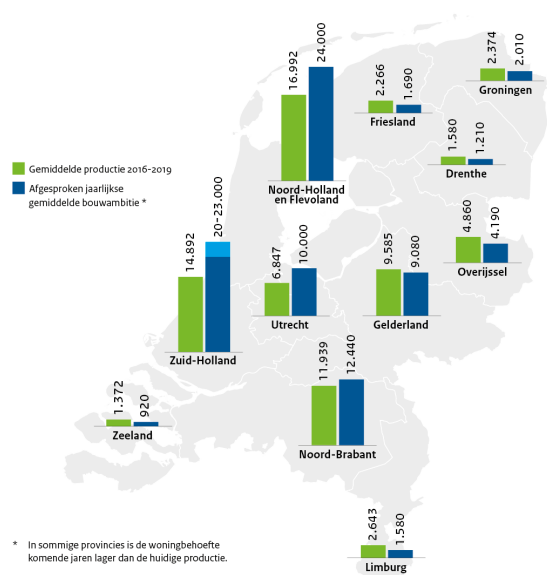 2.374
2.010
Groningen
16.992
24.000
Noord-Holland
en Flevoland
2.266
1.690
Friesland
1.580
1.210
Drenthe
Gemiddelde productie 2016-2019
Afgesproken jaarlijkse
gemiddelde bouwambitie *
14.892
20-23.000
Zuid-Holland
6.847
10.000
Utrecht
9.585
9.080
Gelderland
4.860
4.190
Overijssel
1.372
920
Zeeland
11.939
12.440
Noord-Brabant
2.643
1.580
Limburg
* In sommige provincies is de woningbehoefte
komende jaren lager dan de huidige productie.